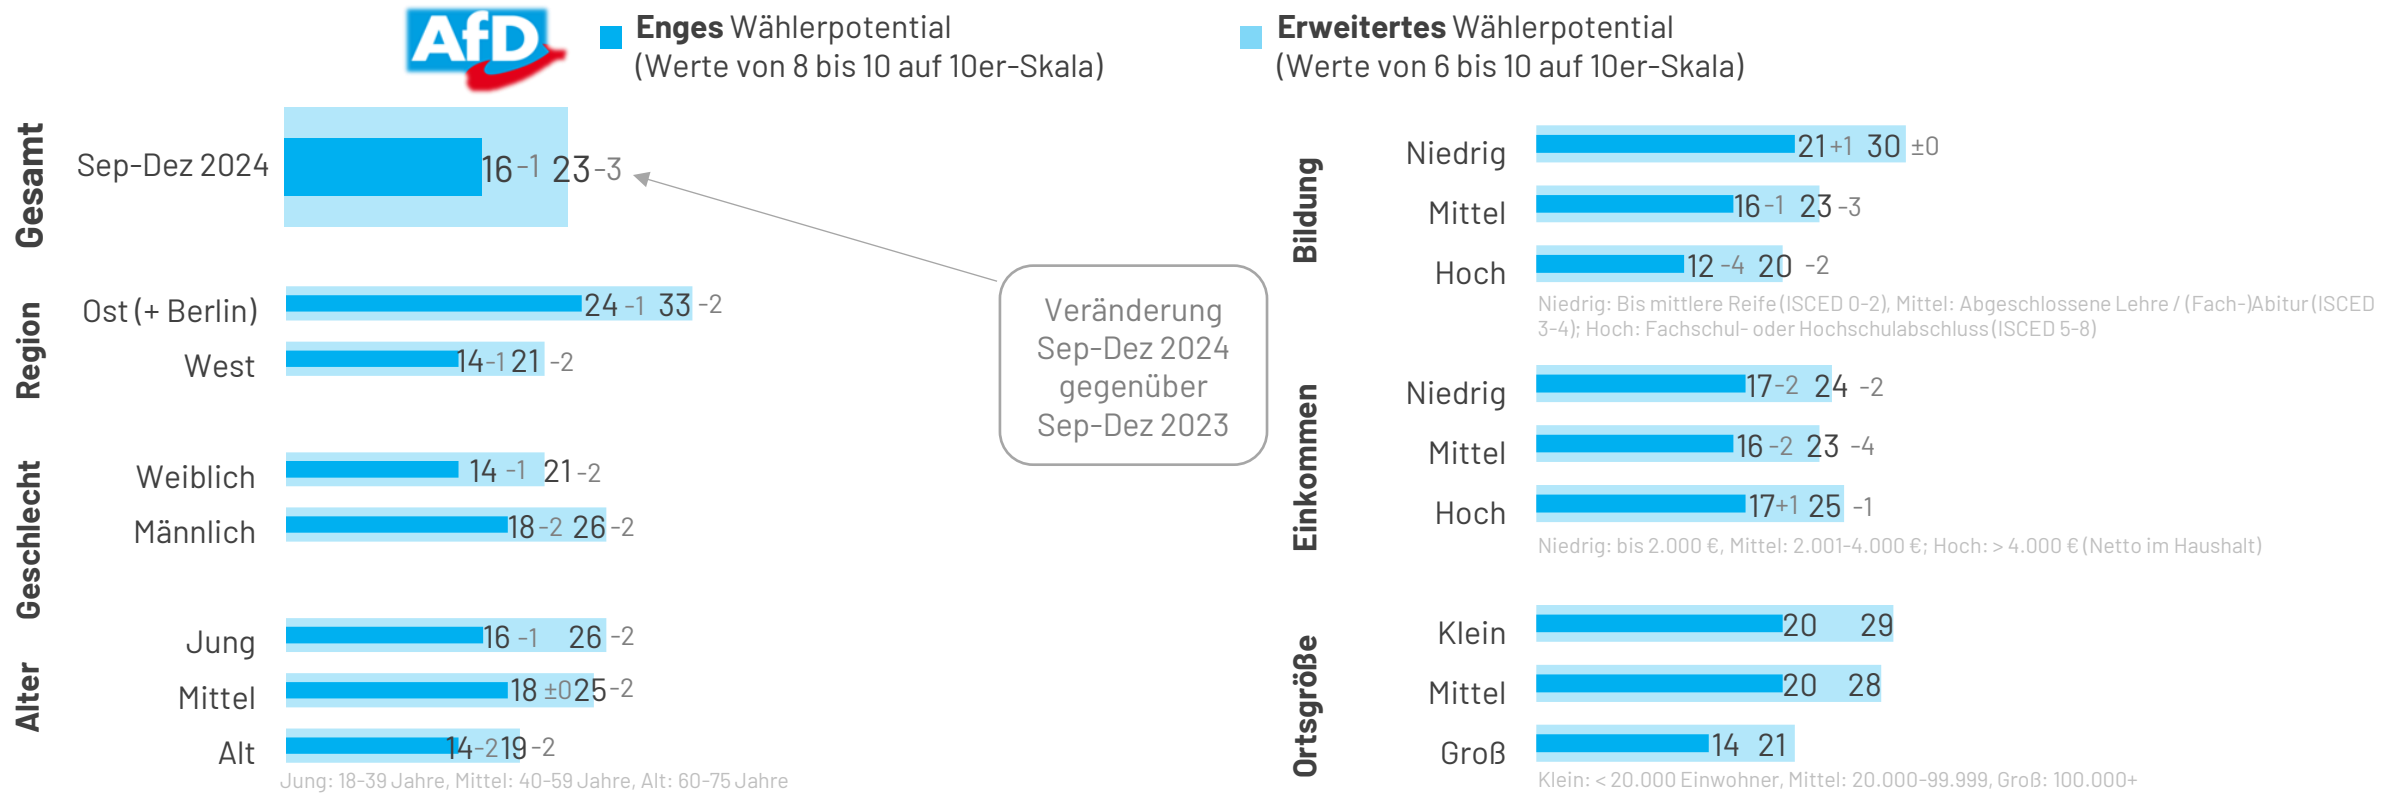 AfD
Enges Wählerpotential
(Werte von 8 bis 10 auf 10er-Skala)
Erweitertes Wählerpotential
(Werte von 6 bis 10 auf 10er-Skala)
Gesamt
Sep-Dez 2024 16 -1 23 -3
Region
Ost (+ Berlin) 24 -1 33 -2
West 14 -1 21 -2
Geschlecht
Weiblich 14 -1 21 -2
Männlich 18 -2 26 -2
Alter
Jung 16 -1 26 -2
Mittel 18 ±0 25 -2
Alt 14 -2 19 -2
Jung: 18-39 Jahre, Mittel: 40-59 Jahre, Alt: 60-75 Jahre
Veränderung
Sep-Dez 2024
gegenüber
Sep-Dez 2023
Bildung
Niedrig 21 +1 30 ±0
Mittel 16 -1 23 -3
Hoch 12 -4 20 -2
Niedrig: Bis mittlere Reife (ISCED 0-2), Mittel: Abgeschlossene Lehre / (Fach-)Abitur (ISCED
3-4); Hoch: Fachschul- oder Hochschulabschluss (ISCED 5-8)
Einkommen
Niedrig 17 -2 24 -2
Mittel 16 -2 23 -4
Hoch 17 +1 25 -1
Niedrig: bis 2.000 €, Mittel: 2.001-4.000 €; Hoch: > 4.000 € (Netto im Haushalt)
Ortsgröße
Klein 20 29
Mittel 20 28
Groß 14 21
Klein: < 20.000 Einwohner, Mittel: 20.000-99.999, Groß: 100.000+